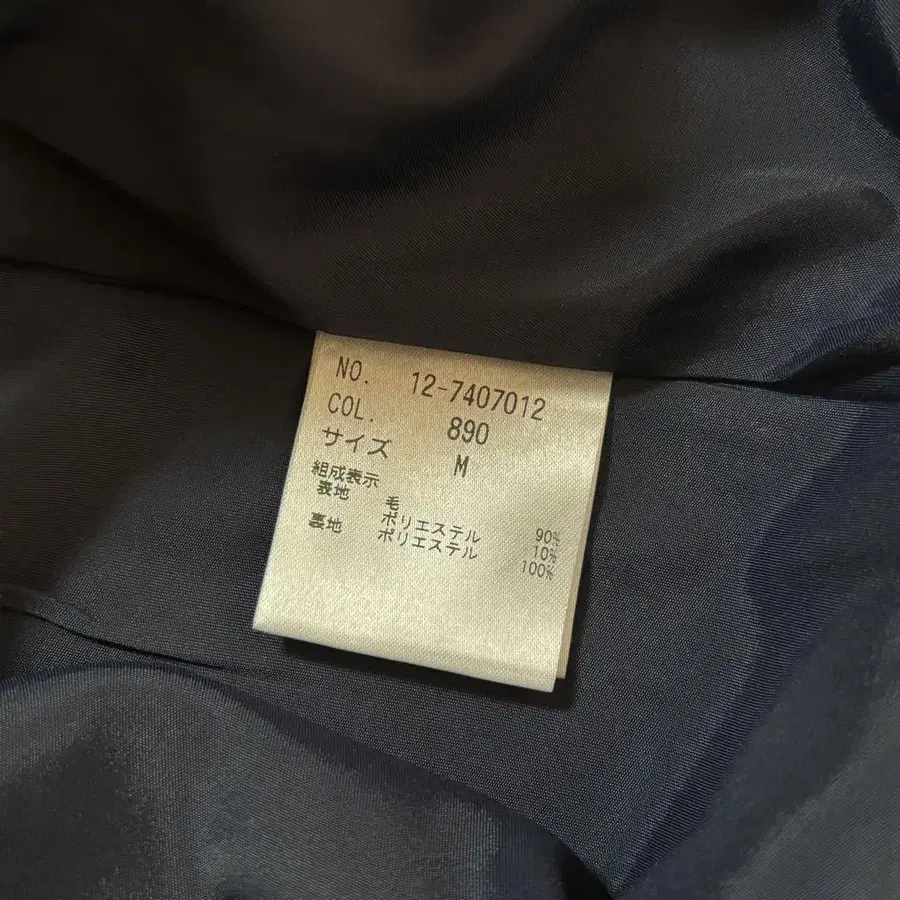 NO. 12-7407012
COL. 890
サイズ M
組成表示
表地 毛 90%
ポリエステル 10%
裏地 ポリエステル 100%